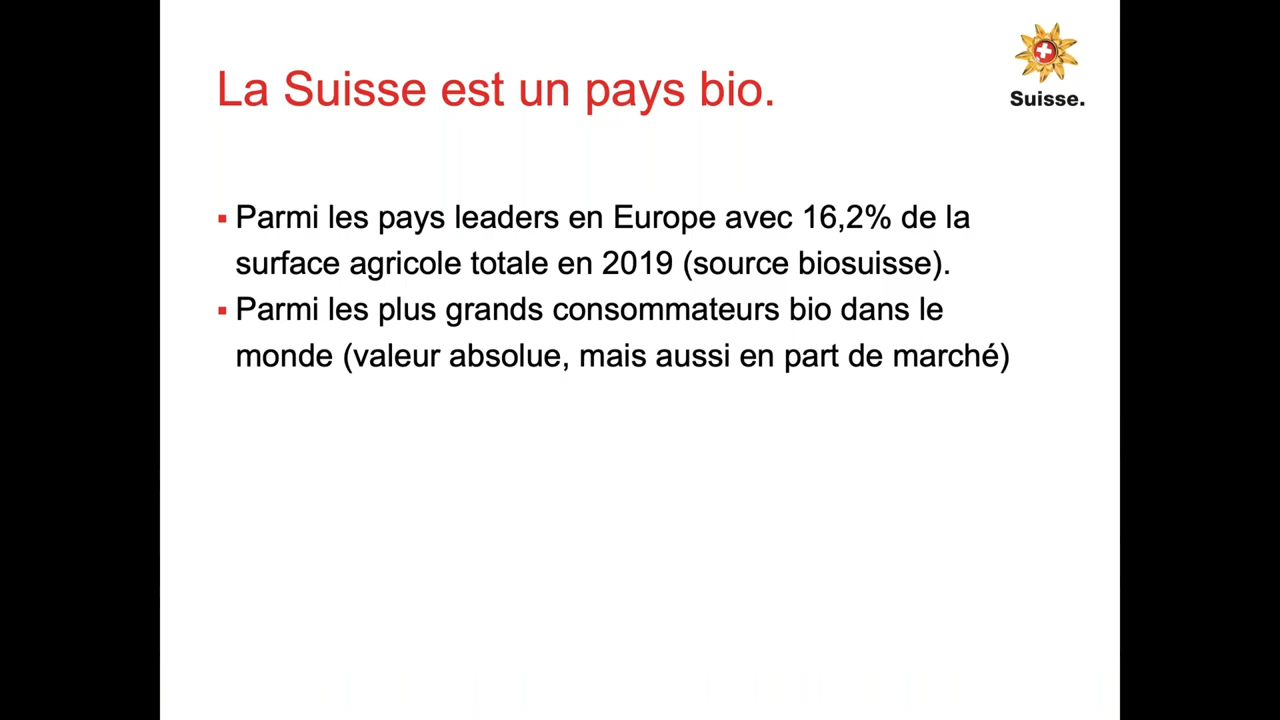 La Suisse est un pays bio.
Suisse.
▪ Parmi les pays leaders en Europe avec 16,2% de la
surface agricole totale en 2019 (source biosuisse).
▪ Parmi les plus grands consommateurs bio dans le
monde (valeur absolue, mais aussi en part de marché)